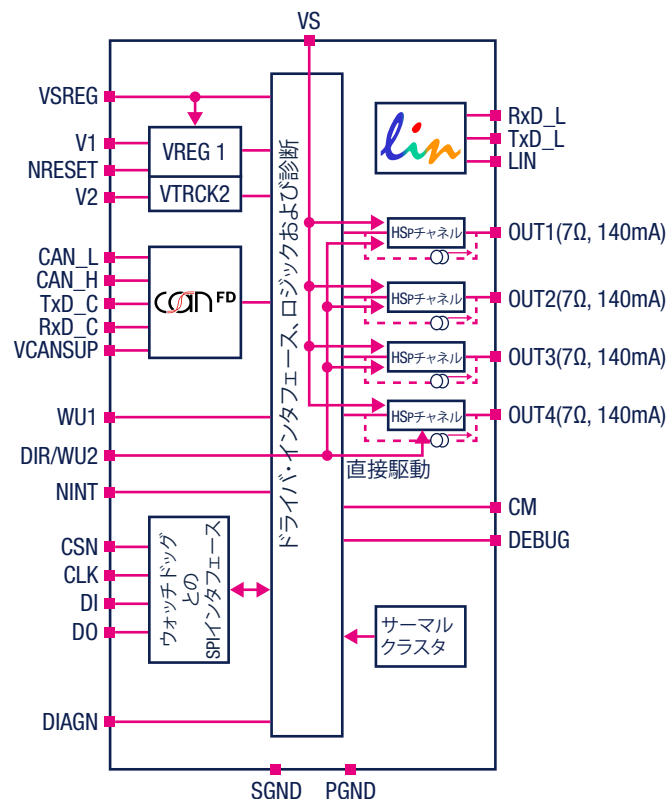 VS
VSREG
V1
NRESET
V2
VREG 1
VTRCK2
CAN_L
CAN_H
TxD_C
RxD_C
VCANSUP
CAN FD
WU1
DIR/WU2
NINT
CSN
CLK
DI
DO
ウォッチドッグ
との
SPIインタフェース
DIAGN
ドライバ・インタフェース、ロジックおよび診断
lin
RxD_L
TxD_L
LIN
HSPチャネル
OUT1(7Ω, 140mA)
HSPチャネル
OUT2(7Ω, 140mA)
HSPチャネル
OUT3(7Ω, 140mA)
HSPチャネル
OUT4(7Ω, 140mA)
直接駆動
CM
DEBUG
サーマル
クラスタ
SGND
PGND